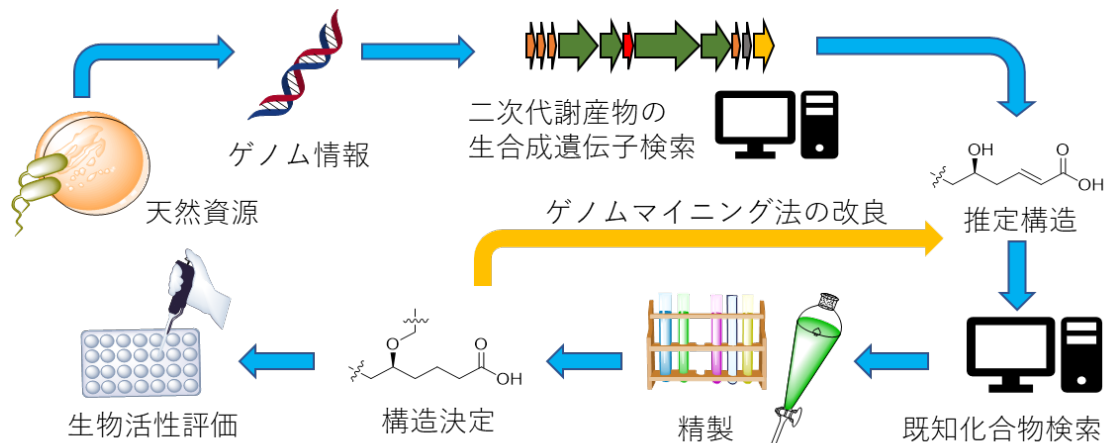 天然資源
ゲノム情報
二次代謝産物の
生合成遺伝子検索
OH
O
OH
推定構造
ゲノムマイニング法の改良
既知化合物検索
精製
O
O
OH
構造決定
生物活性評価